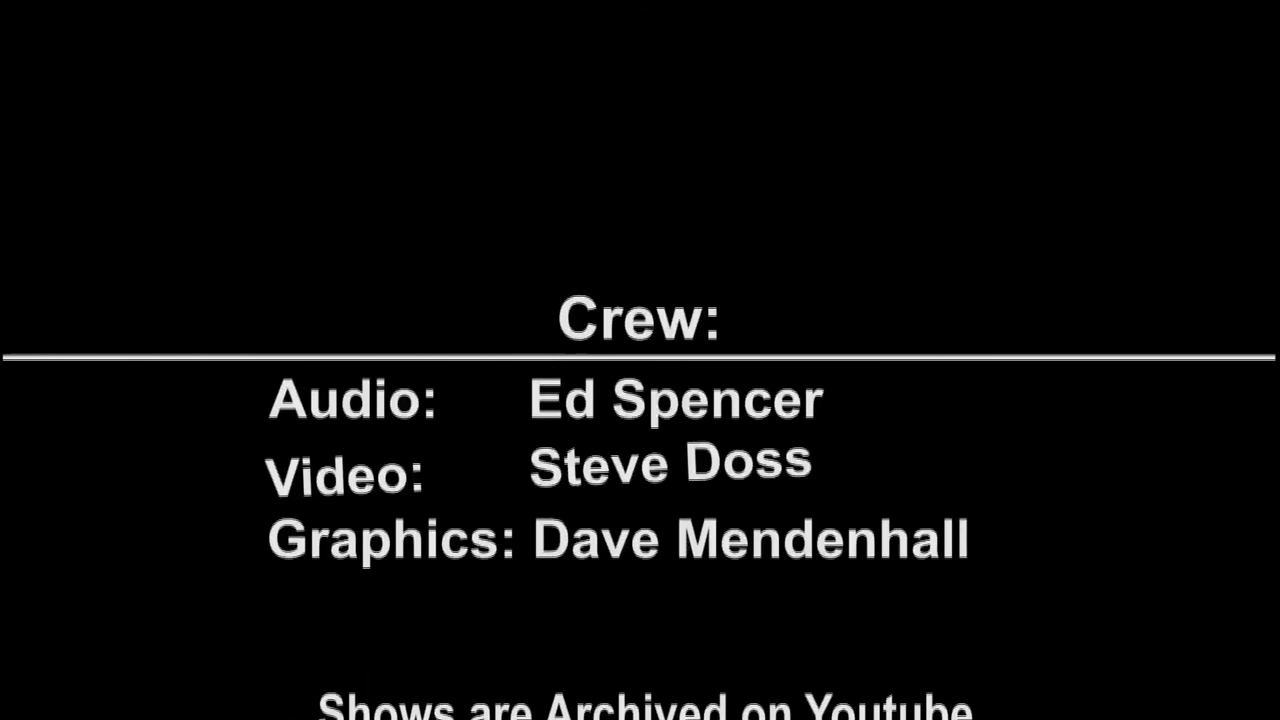 Crew:
Audio: Ed Spencer
Video: Steve Doss
Graphics: Dave Mendenhall
Shows are Archived on Youtube